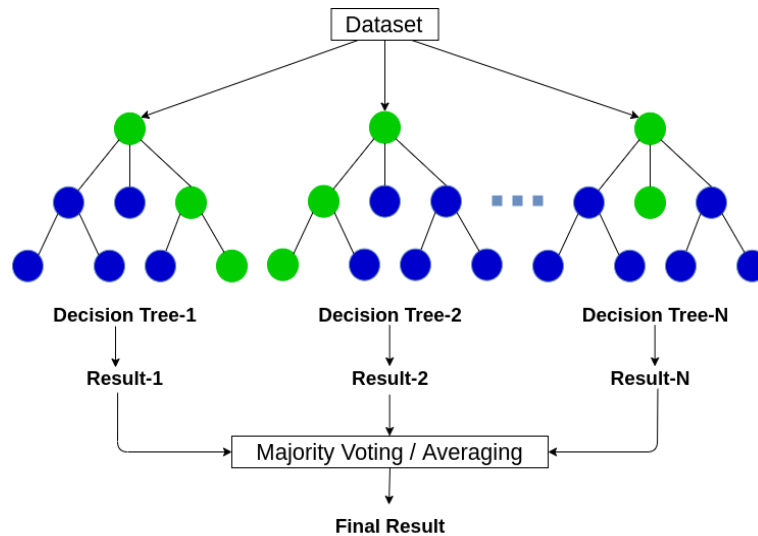 Dataset
Decision Tree-1
Decision Tree-2
Decision Tree-N
Result-1
Result-2
Result-N
Majority Voting / Averaging
Final Result